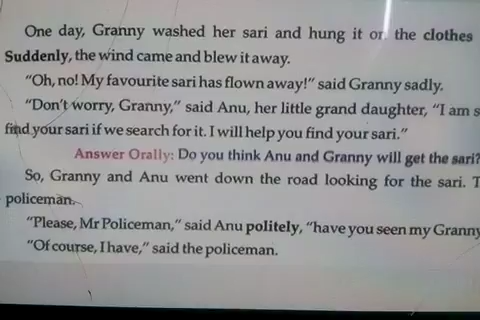 One day, Granny washed her sari and hung it on the clothes
Suddenly, the wind came and blew it away.
"Oh, no! My favourite sari has flown away!" said Granny sadly.
"Don't worry, Granny," said Anu, her little grand daughter, "I am
find your sari if we search for it. I will help you find your sari."
Answer Orally: Do you think Anu and Granny will get the sari?
So, Granny and Anu went down the road looking for the sari.
policeman.
"Please, Mr Policeman," said Anu politely, "have you seen my Granny
"Of course, I have," said the policeman.